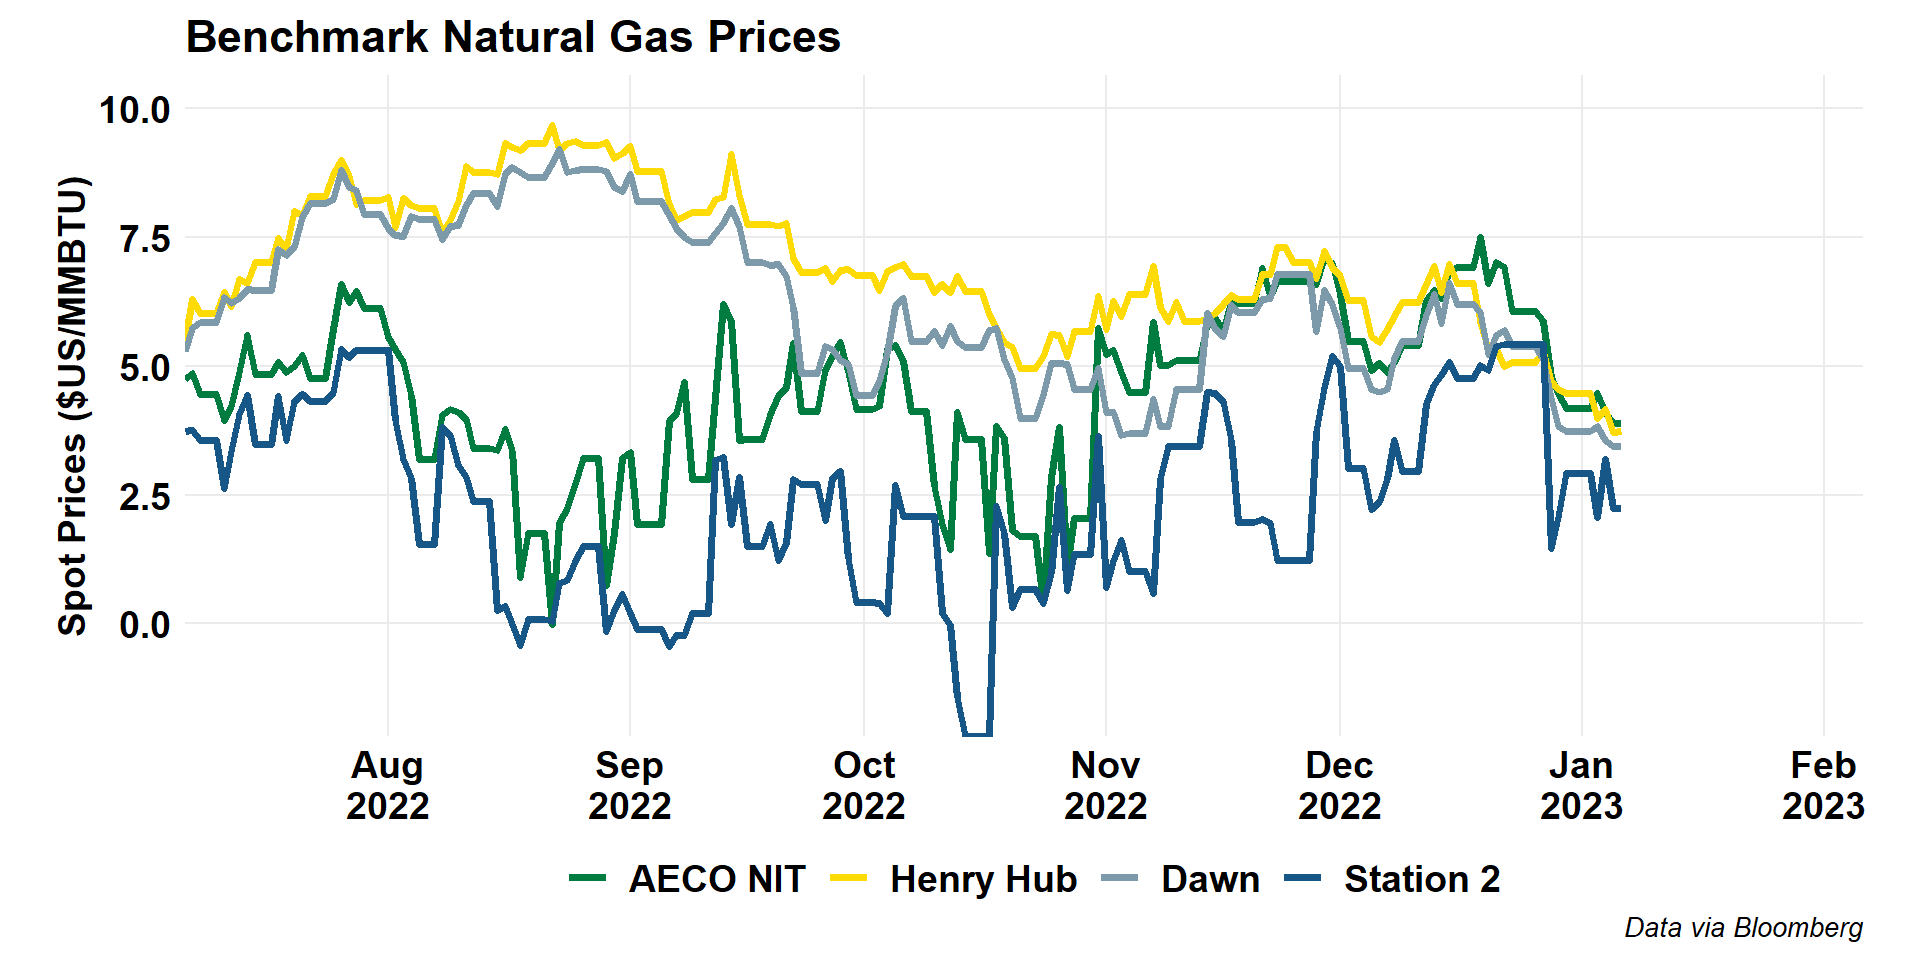 Benchmark Natural Gas Prices
Spot Prices ($US/MMBTU)
10.0
7.5
5.0
2.5
0.0
Aug
2022
Sep
2022
Oct
2022
Nov
2022
Dec
2022
Jan
2023
Feb
2023
AECO NIT
Henry Hub
Dawn
Station 2
Data via Bloomberg